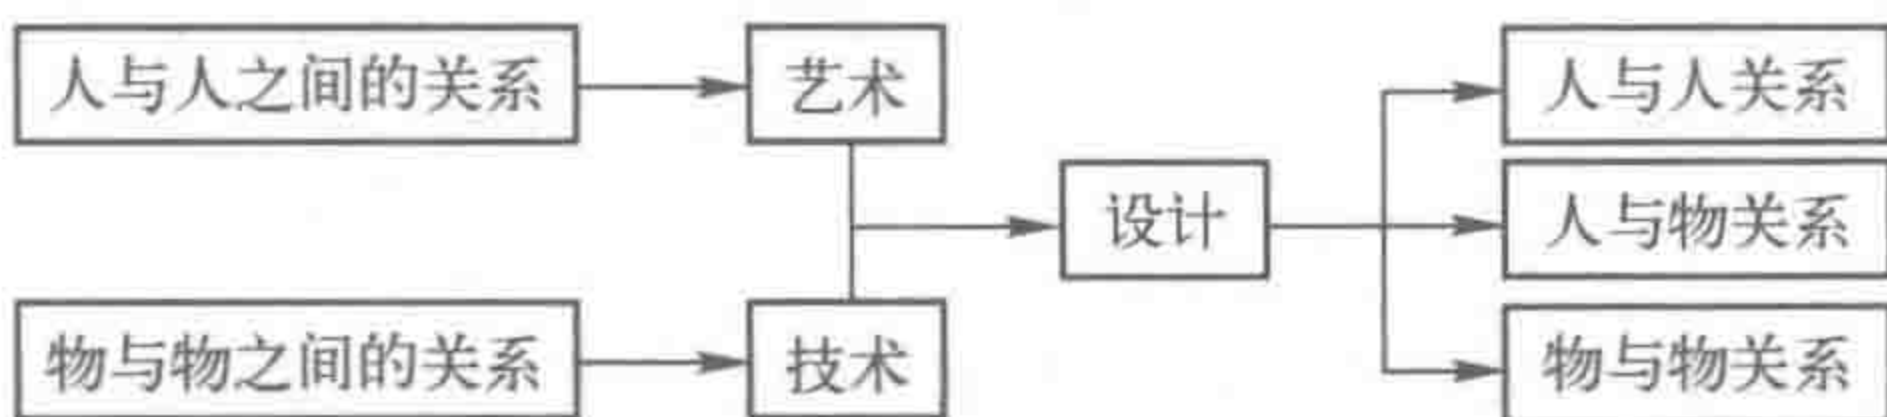 人与人之间的关系
艺术
人与人关系
设计
人与物关系
物与物之间的关系
技术
物与物关系